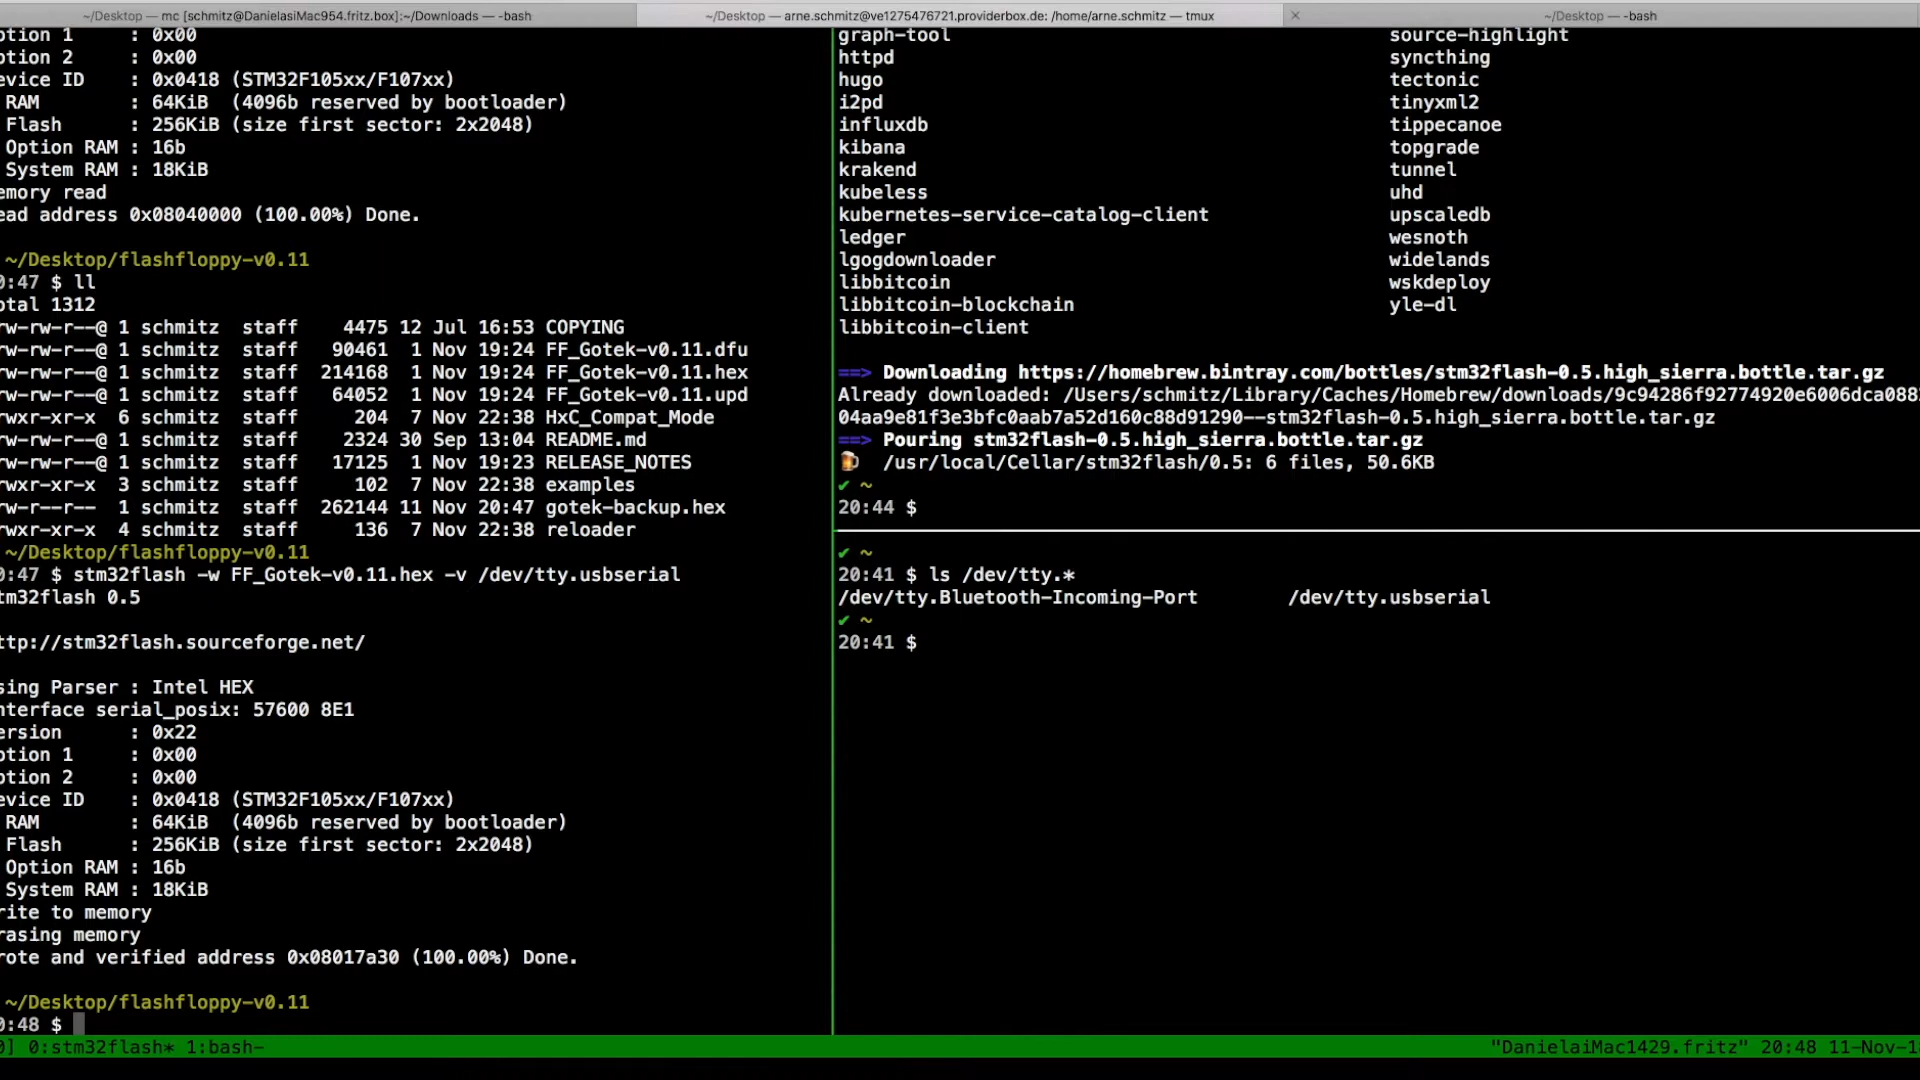 ~/Desktop — mc [schmitz@DanielasiMac954.fritz.box]:~/Downloads — -bash
~/Desktop — arne.schmitz@ve1275476721.providerbox.de: /home/arne.schmitz — tmux
~/Desktop — -bash
ption 1     : 0x00
ption 2     : 0x00
evice ID    : 0x0418 (STM32F105xx/F107xx)
RAM        : 64KiB  (4096b reserved by bootloader)
Flash      : 256KiB (size first sector: 2x2048)
Option RAM : 16b
System RAM : 18KiB
emory read
ead address 0x08040000 (100.00%) Done.
~/Desktop/flashfloppy-v0.11
0:47 $ ll
otal 1312
rw-rw-r--@ 1 schmitz  staff    4475 12 Jul 16:53 COPYING
rw-rw-r--@ 1 schmitz  staff   90461  1 Nov 19:24 FF_Gotek-v0.11.dfu
rw-rw-r--@ 1 schmitz  staff  214168  1 Nov 19:24 FF_Gotek-v0.11.hex
rw-rw-r--@ 1 schmitz  staff   64052  1 Nov 19:24 FF_Gotek-v0.11.upd
rwxr-xr-x  6 schmitz  staff     204  7 Nov 22:38 HxC_Compat_Mode
rw-rw-r--@ 1 schmitz  staff    2324 30 Sep 13:04 README.md
rw-rw-r--@ 1 schmitz  staff   17125  1 Nov 19:23 RELEASE_NOTES
rwxr-xr-x  3 schmitz  staff     102  7 Nov 22:38 examples
rw-r--r--  1 schmitz  staff  262144 11 Nov 20:47 gotek-backup.hex
rwxr-xr-x  4 schmitz  staff     136  7 Nov 22:38 reloader
~/Desktop/flashfloppy-v0.11
0:47 $ stm32flash -w FF_Gotek-v0.11.hex -v /dev/tty.usbserial
tm32flash 0.5
ttp://stm32flash.sourceforge.net/
sing Parser : Intel HEX
nterface serial_posix: 57600 8E1
ersion      : 0x22
ption 1     : 0x00
ption 2     : 0x00
evice ID    : 0x0418 (STM32F105xx/F107xx)
RAM        : 64KiB  (4096b reserved by bootloader)
Flash      : 256KiB (size first sector: 2x2048)
Option RAM : 16b
System RAM : 18KiB
rite to memory
rasing memory
rote and verified address 0x08017a30 (100.00%) Done.
~/Desktop/flashfloppy-v0.11
0:48 $
graph-tool source-highlight
httpd syncthing
hugo tectonic
i2pd tinyxml2
influxdb tippecanoe
kibana topgrade
krakend tunnel
kubeless uhd
kubernetes-service-catalog-client upscaledb
ledger wesnoth
lgogdownloader widelands
libbitcoin wskdeploy
libbitcoin-blockchain yle-dl
libbitcoin-client
==> Downloading https://homebrew.bintray.com/bottles/stm32flash-0.5.high_sierra.bottle.tar.gz
Already downloaded: /Users/schmitz/Library/Caches/Homebrew/downloads/9c94286f92774920e6006dca088
04aa9e81f3e3bfc0aab7a52d160c88d91290--stm32flash-0.5.high_sierra.bottle.tar.gz
==> Pouring stm32flash-0.5.high_sierra.bottle.tar.gz
🍺  /usr/local/Cellar/stm32flash/0.5: 6 files, 50.6KB
✔ ~
20:44 $
✔ ~
20:41 $ ls /dev/tty.*
/dev/tty.Bluetooth-Incoming-Port /dev/tty.usbserial
✔ ~
20:41 $
0] 0:stm32flash* 1:bash- "DanielaiMac1429.fritz" 20:48 11-Nov-1